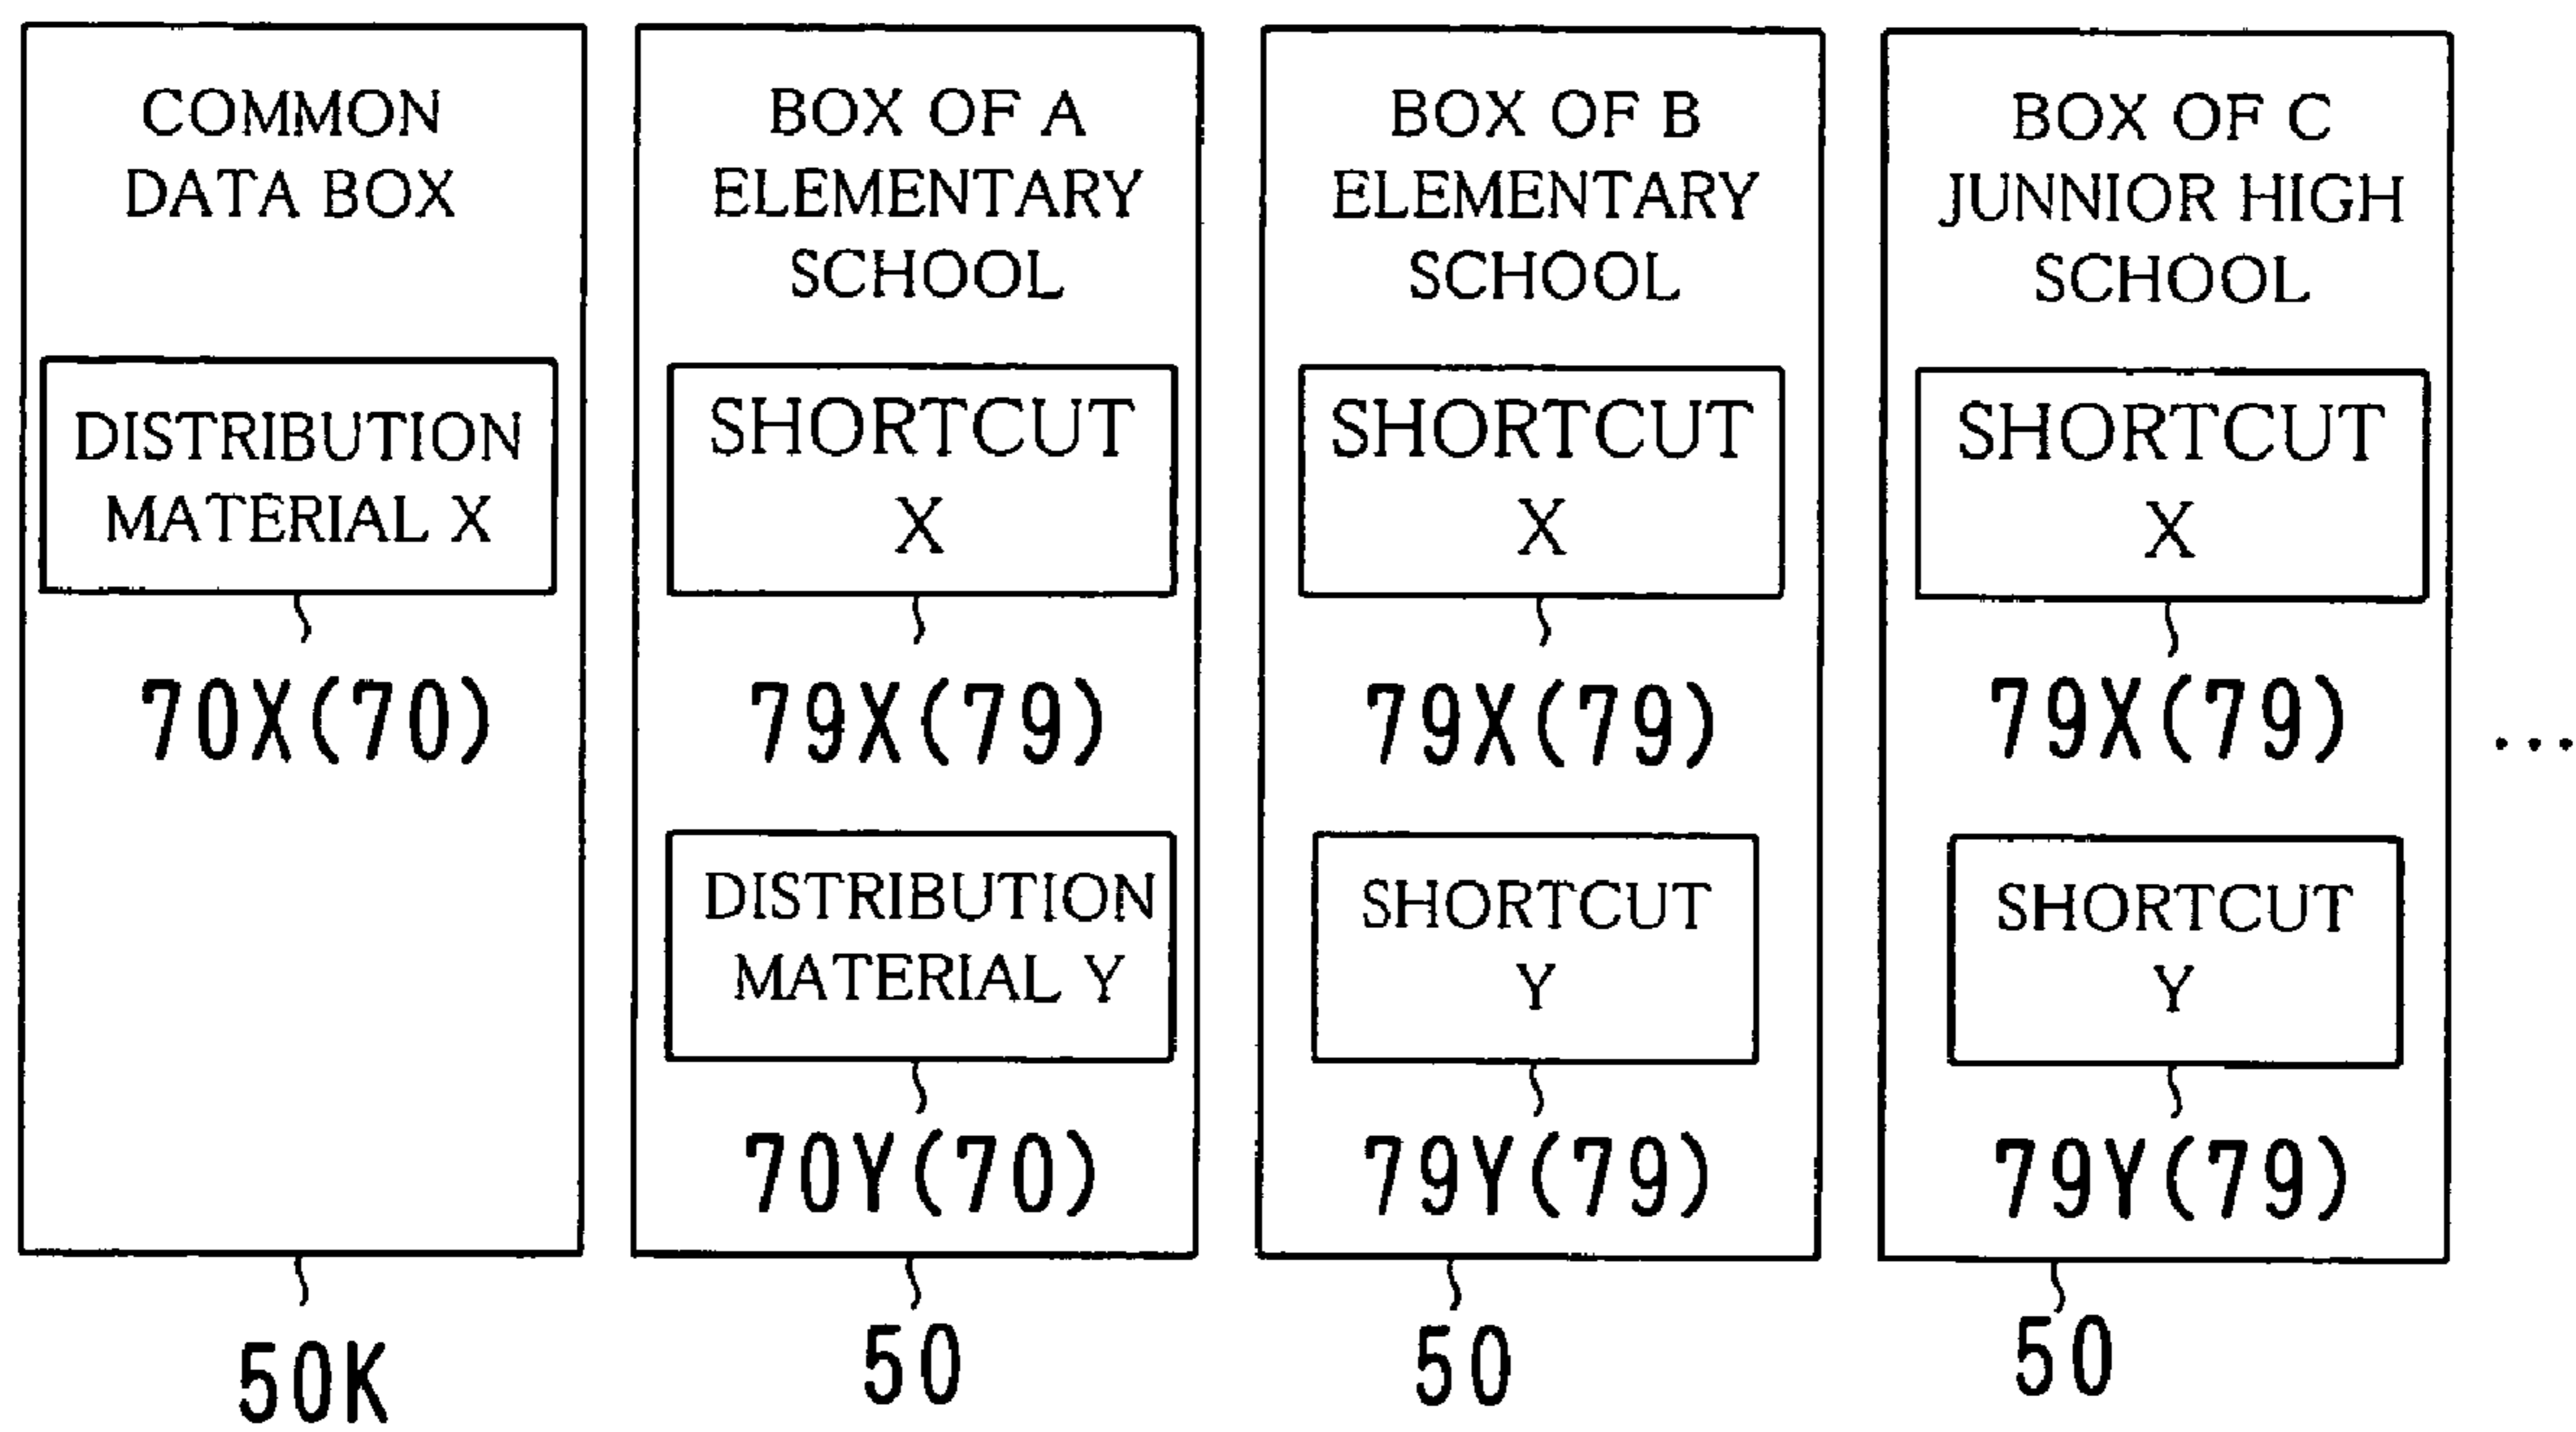 COMMON
DATA BOX
DISTRIBUTION
MATERIAL X
70X(70)
50K
BOX OF A
ELEMENTARY
SCHOOL
SHORTCUT
X
79X(79)
DISTRIBUTION
MATERIAL Y
70Y(70)
50
BOX OF B
ELEMENTARY
SCHOOL
SHORTCUT
X
79X(79)
SHORTCUT
Y
79Y(79)
50
BOX OF C
JUNNIOR HIGH
SCHOOL
SHORTCUT
X
79X(79)
SHORTCUT
Y
79Y(79)
50
...